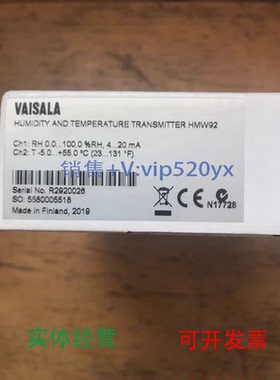 VAISALA
HUMIDITY AND TEMPERATURE TRANSMITTER HMW92
Ch1: RH 0.0...100.0 %RH, 4...20 mA
Ch2: T -5.0...+55.0 °C (23...131 °F)
销售+V:vip520yx
Serial No. R2920026
SO: 5580005518
Made in Finland, 2019
N17728
实体经营
可开发票